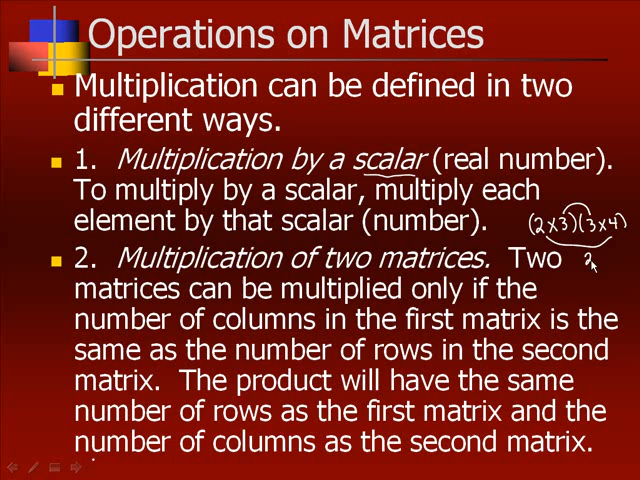 Operations on Matrices
Multiplication can be defined in two
different ways.
1. Multiplication by a scalar (real number).
To multiply by a scalar, multiply each
element by that scalar (number).
(2 x 3)(3 x 4)
2. Multiplication of two matrices. Two
2
matrices can be multiplied only if the
number of columns in the first matrix is the
same as the number of rows in the second
matrix. The product will have the same
number of rows as the first matrix and the
number of columns as the second matrix.